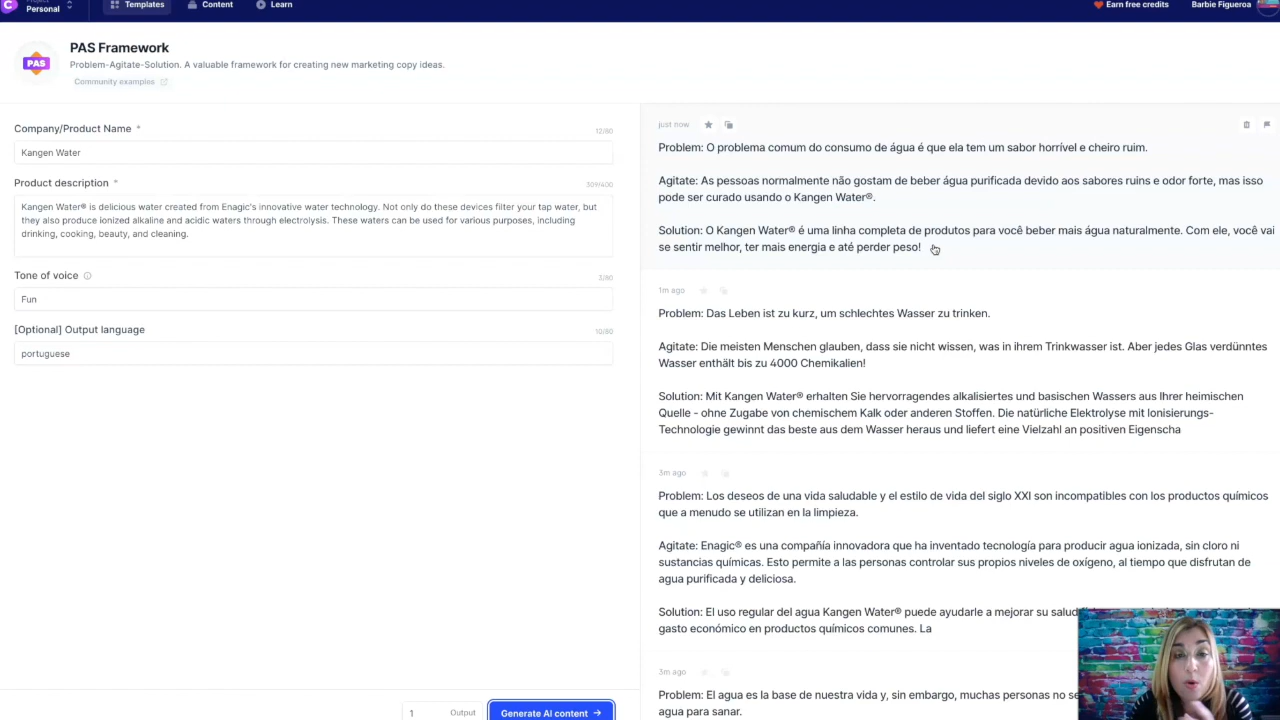 Project
Personal
Templates
Content
Learn
Earn free credits
Barbie Figueroa
PAS
PAS Framework
Problem-Agitate-Solution. A valuable framework for creating new marketing copy ideas.
Community examples
Company/Product Name *
12/80
Kangen Water
Product description *
309/400
Kangen Water® is delicious water created from Enagic's innovative water technology. Not only do these devices filter your tap water, but
they also produce ionized alkaline and acidic waters through electrolysis. These waters can be used for various purposes, including
drinking, cooking, beauty, and cleaning.
Tone of voice
3/80
Fun
[Optional] Output language
10/80
portuguese
1
Output
Generate AI content
just now
Problem: O problema comum do consumo de água é que ela tem um sabor horrível e cheiro ruim.
Agitate: As pessoas normalmente não gostam de beber água purificada devido aos sabores ruins e odor forte, mas isso
pode ser curado usando o Kangen Water®.
Solution: O Kangen Water® é uma linha completa de produtos para você beber mais água naturalmente. Com ele, você vai
se sentir melhor, ter mais energia e até perder peso!
1m ago
Problem: Das Leben ist zu kurz, um schlechtes Wasser zu trinken.
Agitate: Die meisten Menschen glauben, dass sie nicht wissen, was in ihrem Trinkwasser ist. Aber jedes Glas verdünntes
Wasser enthält bis zu 4000 Chemikalien!
Solution: Mit Kangen Water® erhalten Sie hervorragendes alkalisiertes und basischen Wassers aus Ihrer heimischen
Quelle - ohne Zugabe von chemischem Kalk oder anderen Stoffen. Die natürliche Elektrolyse mit Ionisierungs-
Technologie gewinnt das beste aus dem Wasser heraus und liefert eine Vielzahl an positiven Eigenscha
3m ago
Problem: Los deseos de una vida saludable y el estilo de vida del siglo XXI son incompatibles con los productos químicos
que a menudo se utilizan en la limpieza.
Agitate: Enagic® es una compañía innovadora que ha inventado tecnología para producir agua ionizada, sin cloro ni
sustancias químicas. Esto permite a las personas controlar sus propios niveles de oxígeno, al tiempo que disfrutan de
agua purificada y deliciosa.
Solution: El uso regular del agua Kangen Water® puede ayudarle a mejorar su salud
gasto económico en productos químicos comunes. La
3m ago
Problem: El agua es la base de nuestra vida y, sin embargo, muchas personas no se
agua para sanar.